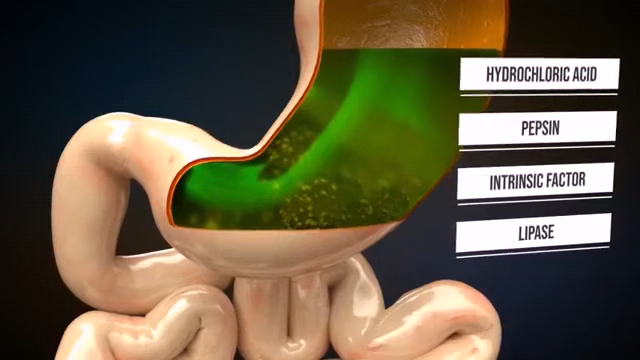 HYDROCHLORIC ACID
PEPSIN
INTRINSIC FACTOR
LIPASE